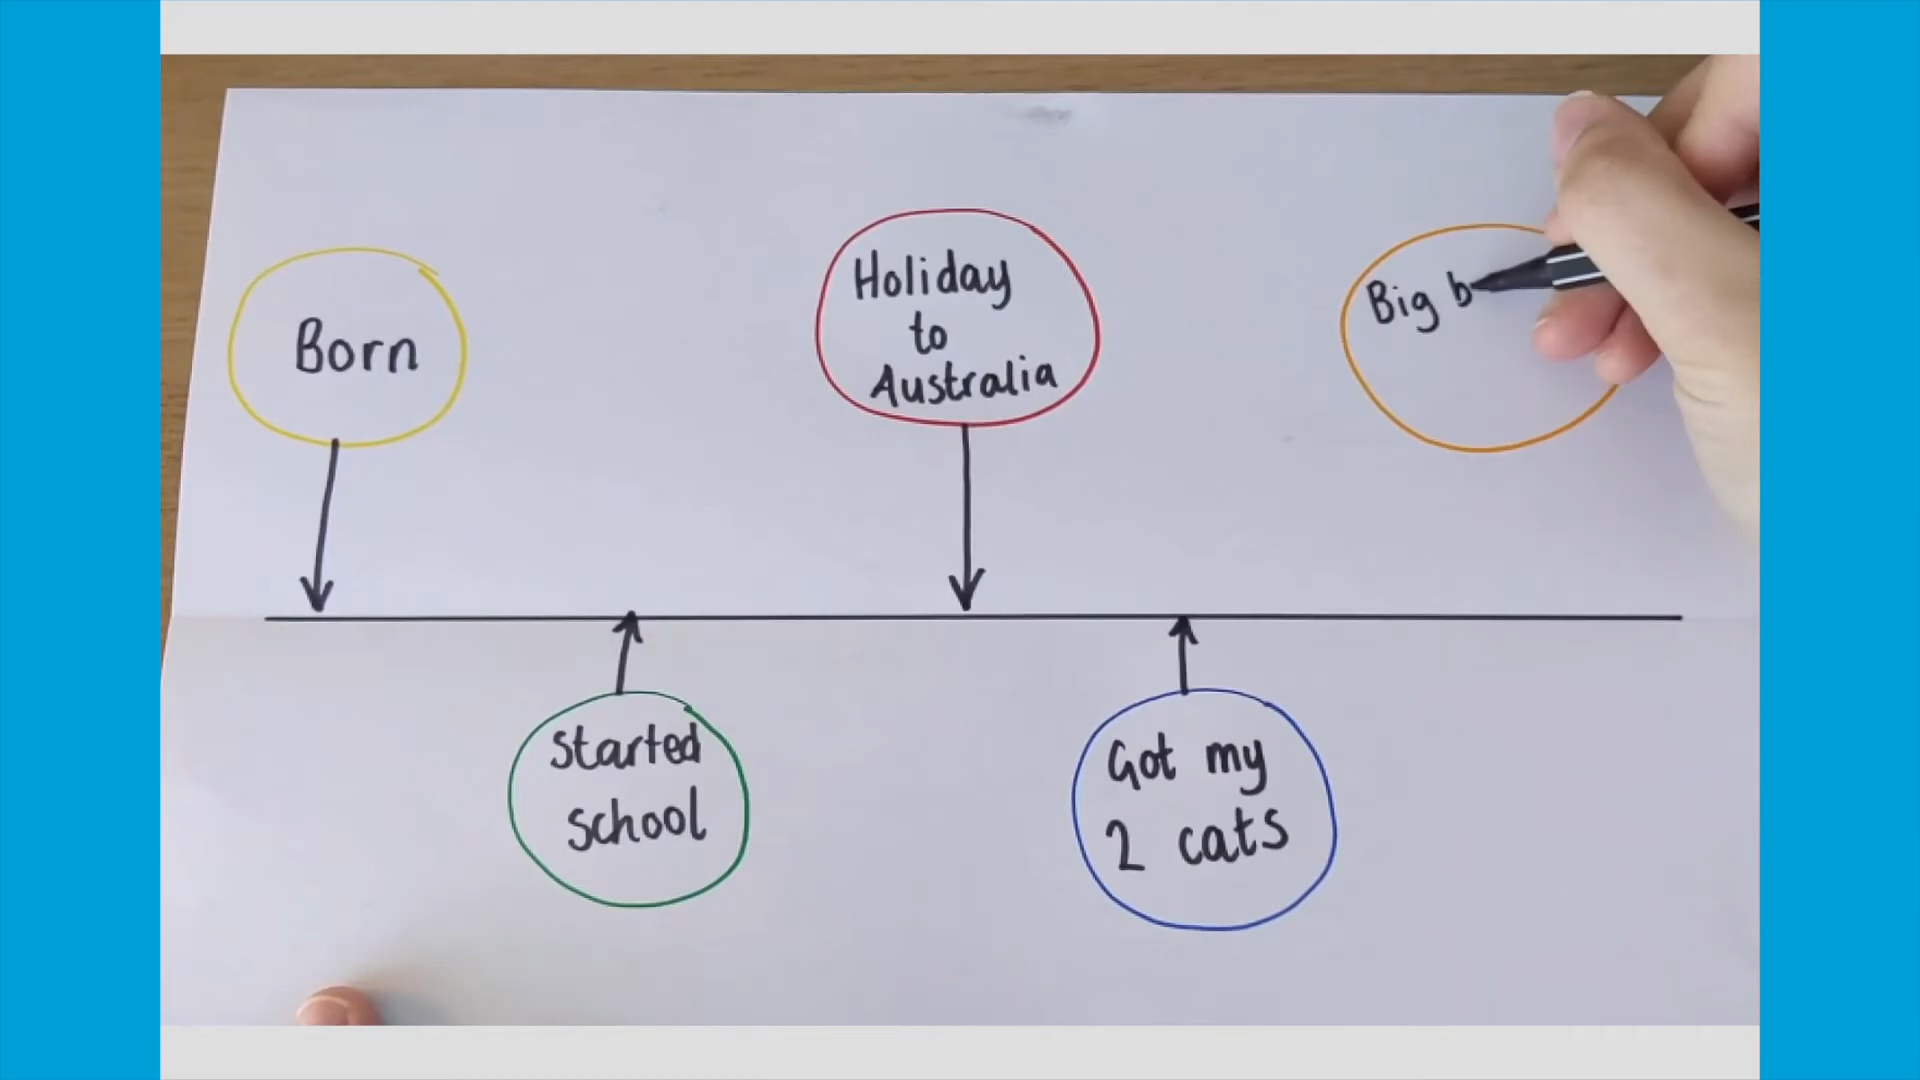 Born
Holiday
to
Australia
Big b
Started
school
Got my
2 cats